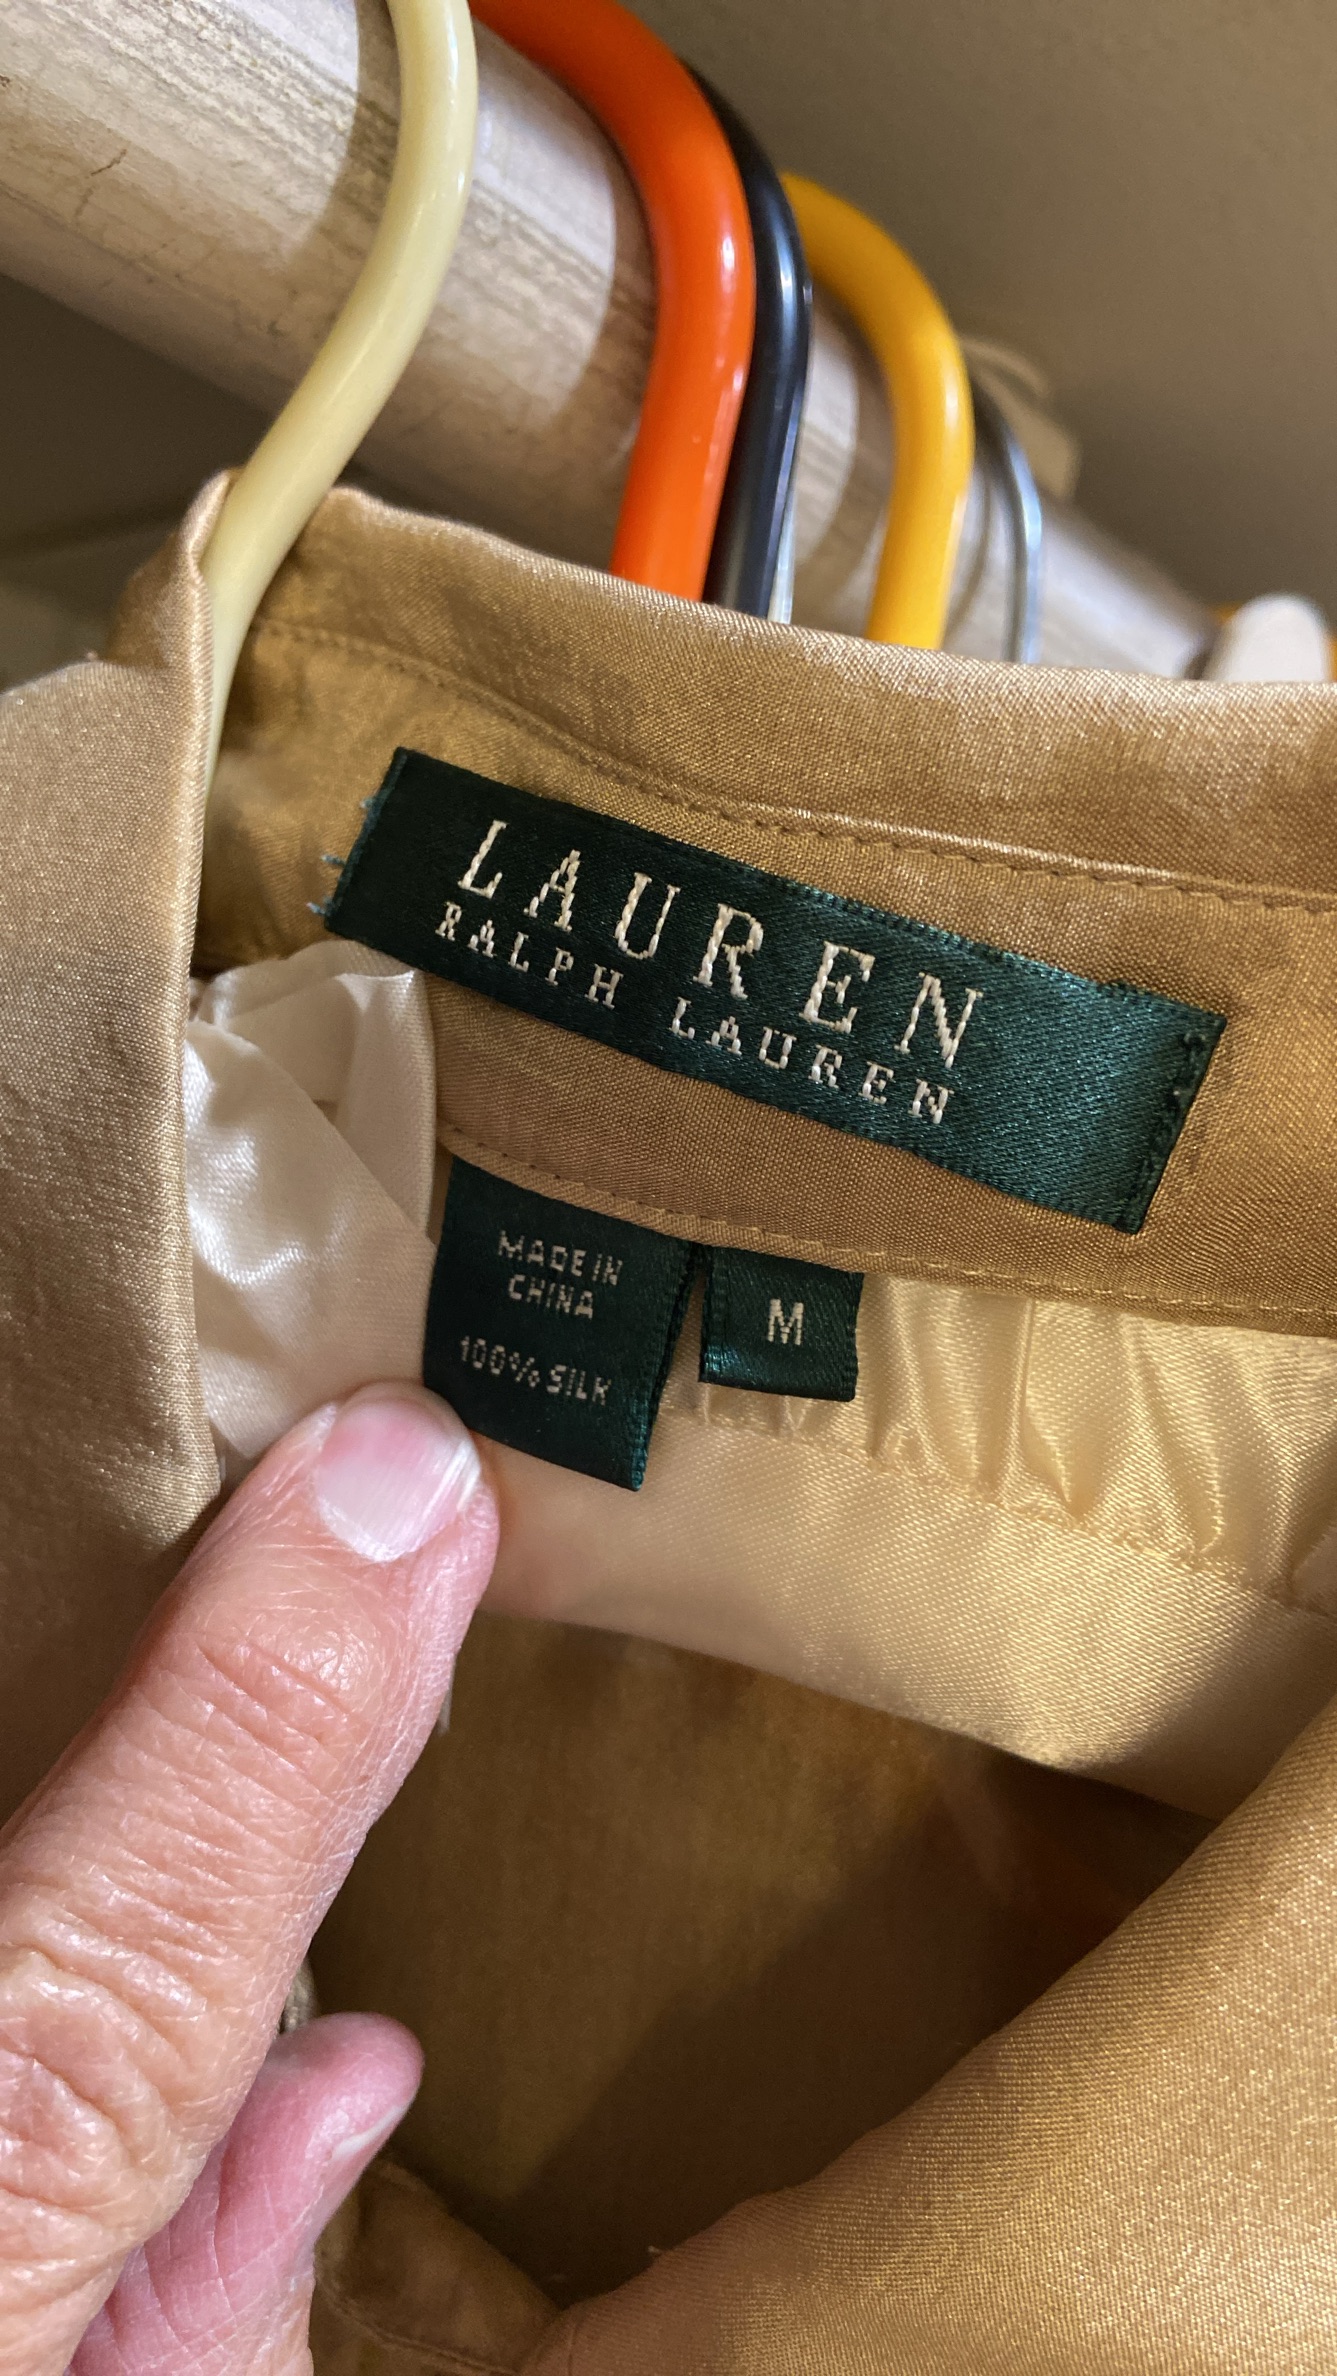 LAUREN
RALPH LAUREN
MADE IN
CHINA
100% SILK
M